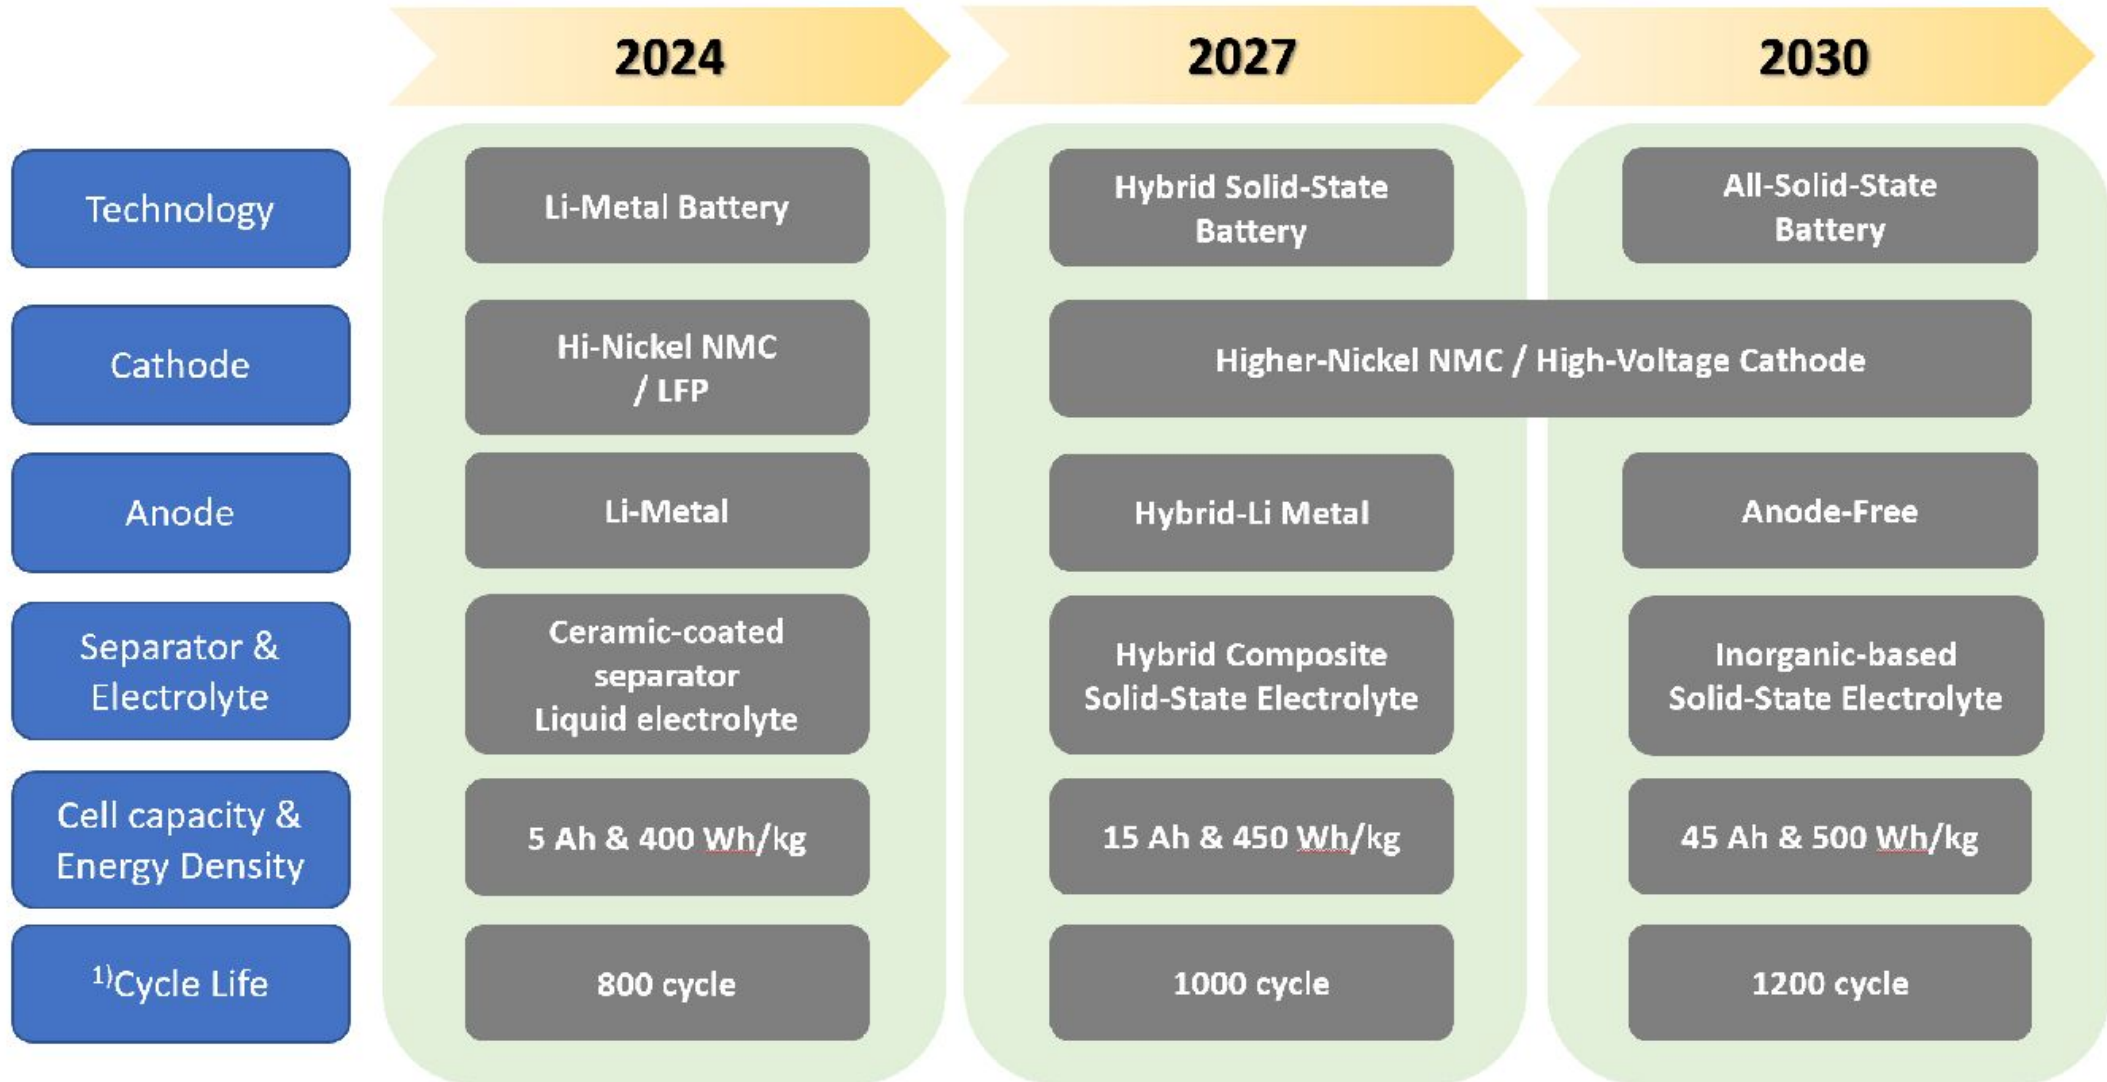 2024
2027
2030
Technology
Li-Metal Battery
Hybrid Solid-State
Battery
All-Solid-State
Battery
Cathode
Hi-Nickel NMC
/ LFP
Higher-Nickel NMC / High-Voltage Cathode
Anode
Li-Metal
Hybrid-Li Metal
Anode-Free
Separator &
Electrolyte
Ceramic-coated
separator
Liquid electrolyte
Hybrid Composite
Solid-State Electrolyte
Inorganic-based
Solid-State Electrolyte
Cell capacity &
Energy Density
5 Ah & 400 Wh/kg
15 Ah & 450 Wh/kg
45 Ah & 500 Wh/kg
1)Cycle Life
800 cycle
1000 cycle
1200 cycle